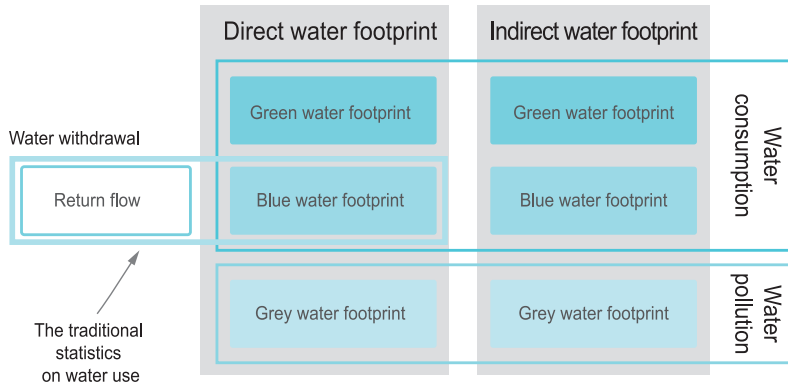 Direct water footprint
Indirect water footprint
Green water footprint
Green water footprint
Water
consumption
Water withdrawal
Return flow
Blue water footprint
Blue water footprint
Grey water footprint
Grey water footprint
Water
pollution
The traditional
statistics
on water use